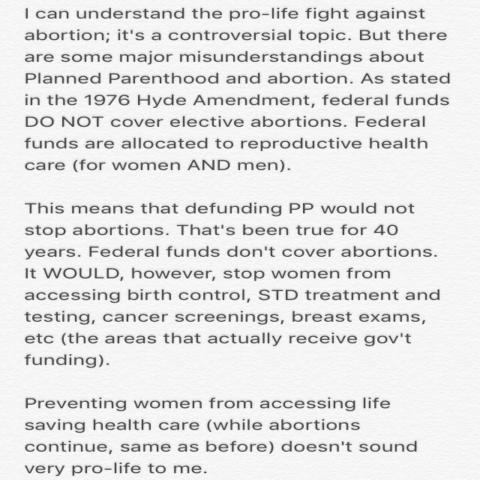 I can understand the pro-life fight against
abortion; it's a controversial topic. But there
are some major misunderstandings about
Planned Parenthood and abortion. As stated
in the 1976 Hyde Amendment, federal funds
DO NOT cover elective abortions. Federal
funds are allocated to reproductive health
care (for women AND men).

This means that defunding PP would not
stop abortions. That's been true for 40
years. Federal funds don't cover abortions.
It WOULD, however, stop women from
accessing birth control, STD treatment and
testing, cancer screenings, breast exams,
etc (the areas that actually receive gov't
funding).

Preventing women from accessing life
saving health care (while abortions
continue, same as before) doesn't sound
very pro-life to me.